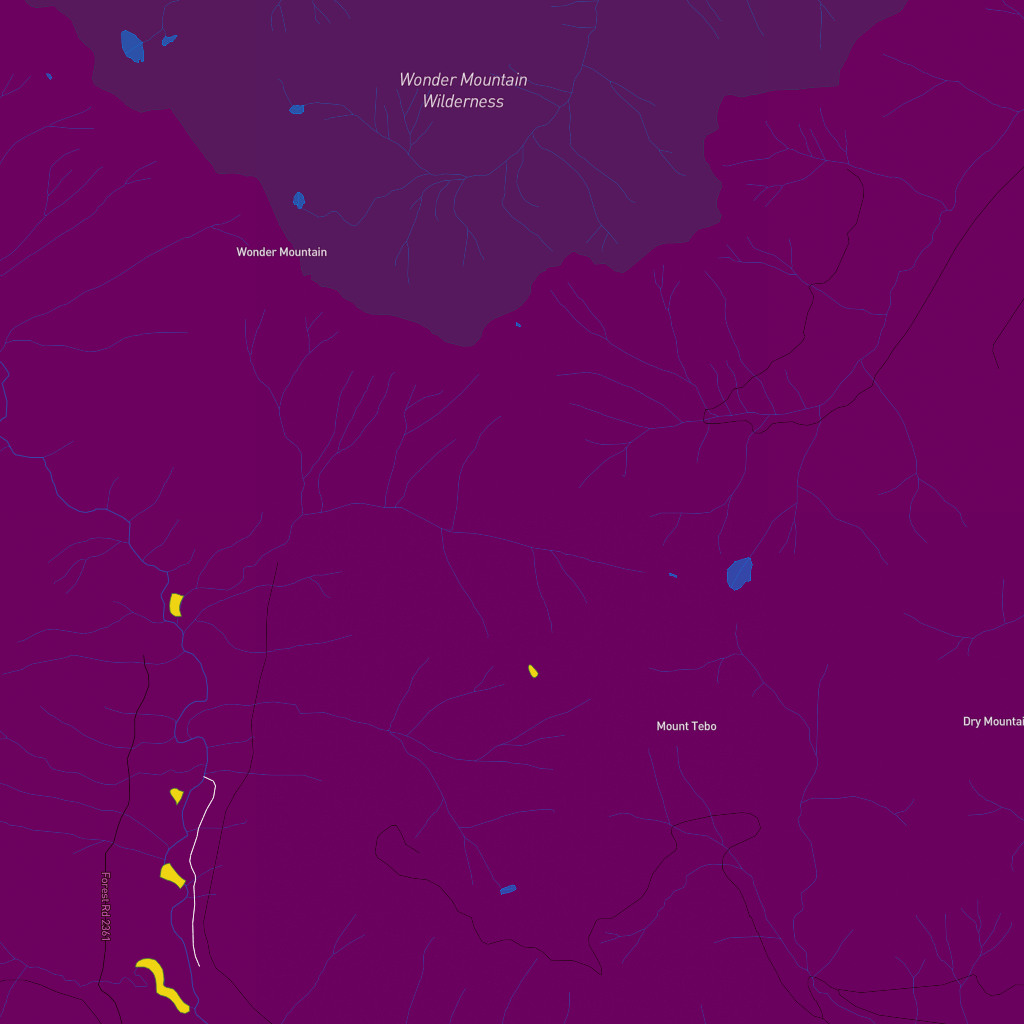 Wonder Mountain
Wilderness
Wonder Mountain
Mount Tebo
Dry Mountai
Forest Rd 2361